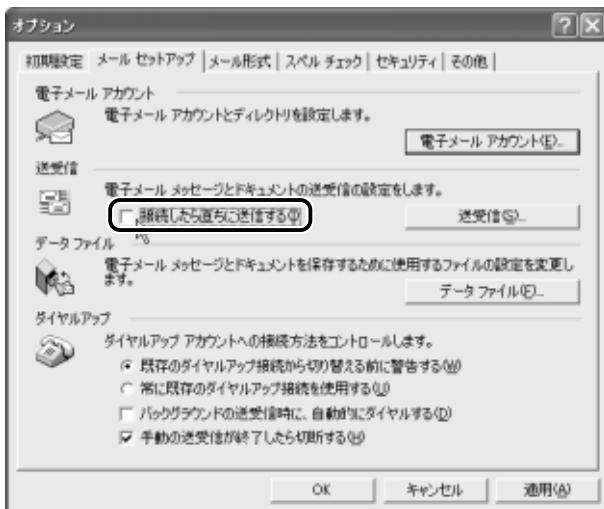 オプション
初期設定 メール セットアップ メール形式 スペル チェック セキュリティ その他
電子メール アカウント
電子メール アカウントとディレクトリを設定します。
電子メール アカウント(E)...
送受信
電子メール メッセージとドキュメントの送受信の設定をします。
接続したら直ちに送信する(I)
送受信(S)...
データ ファイル
電子メール メッセージとドキュメントを保存するために使用するファイルの設定を変更し
ます。
データ ファイル(F)...
ダイヤルアップ
ダイヤルアップ アカウントへの接続方法をコントロールします。
既存のダイヤルアップ接続から切り替える前に警告する(W)
常に既存のダイヤルアップ接続を使用する(U)
バックグラウンドの送受信時に、自動的にダイヤルする(D)
手動の送受信が終了したら切断する(H)
OK キャンセル 適用(A)